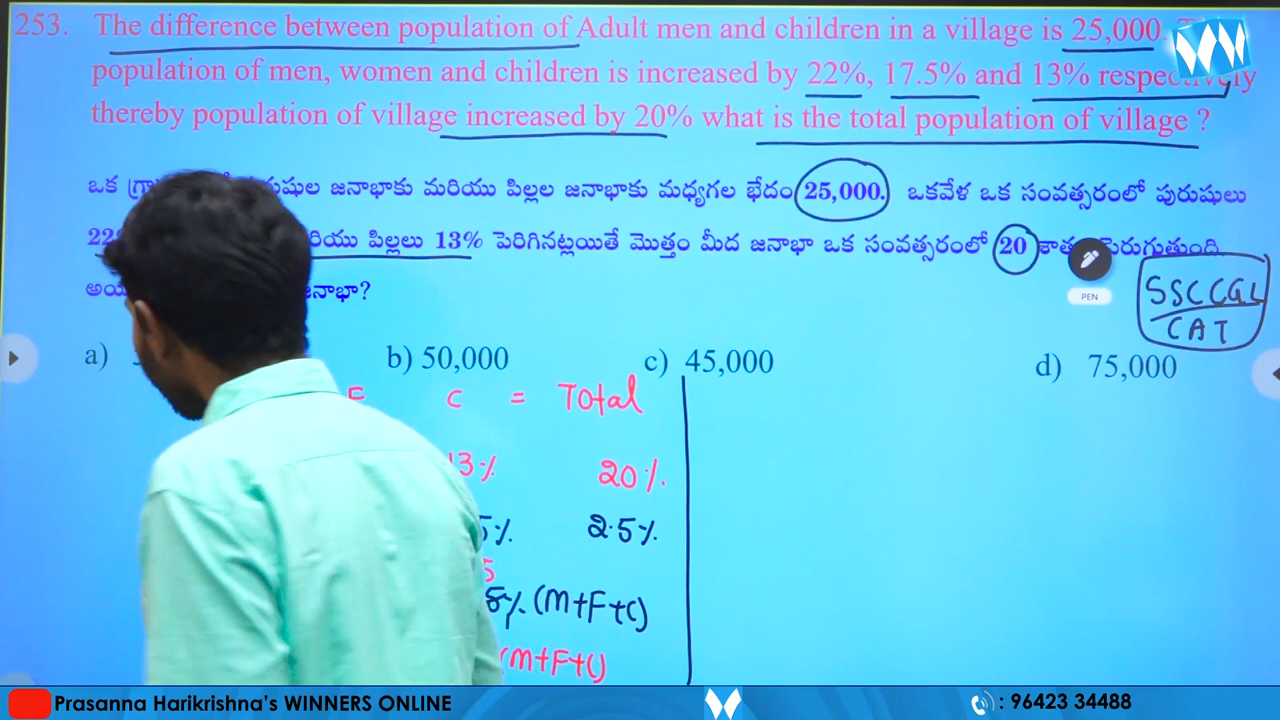 253. The difference between population of Adult men and children in a village is 25,000.
population of men, women and children is increased by 22%, 17.5% and 13% respectively
thereby population of village increased by 20% what is the total population of village ?
ఒక జనాభాకు మరియు పిల్లల జనాభాకు మధ్యగల భేదం 25,000. ఒకవేళ ఒక సంవత్సరంలో పురుషులు
పిల్లలు 13% పెరిగినట్లయితే మొత్తం మీద జనాభా ఒక సంవత్సరంలో 20
PEN
SSC CGL
CAT
a) b) 50,000 c) 45,000 d) 75,000
F C = Total
13% 20%
5% 2.5%
5
5% (M+F+C)
(M+F+C)
Prasanna Harikrishna's WINNERS ONLINE : 96423 34488